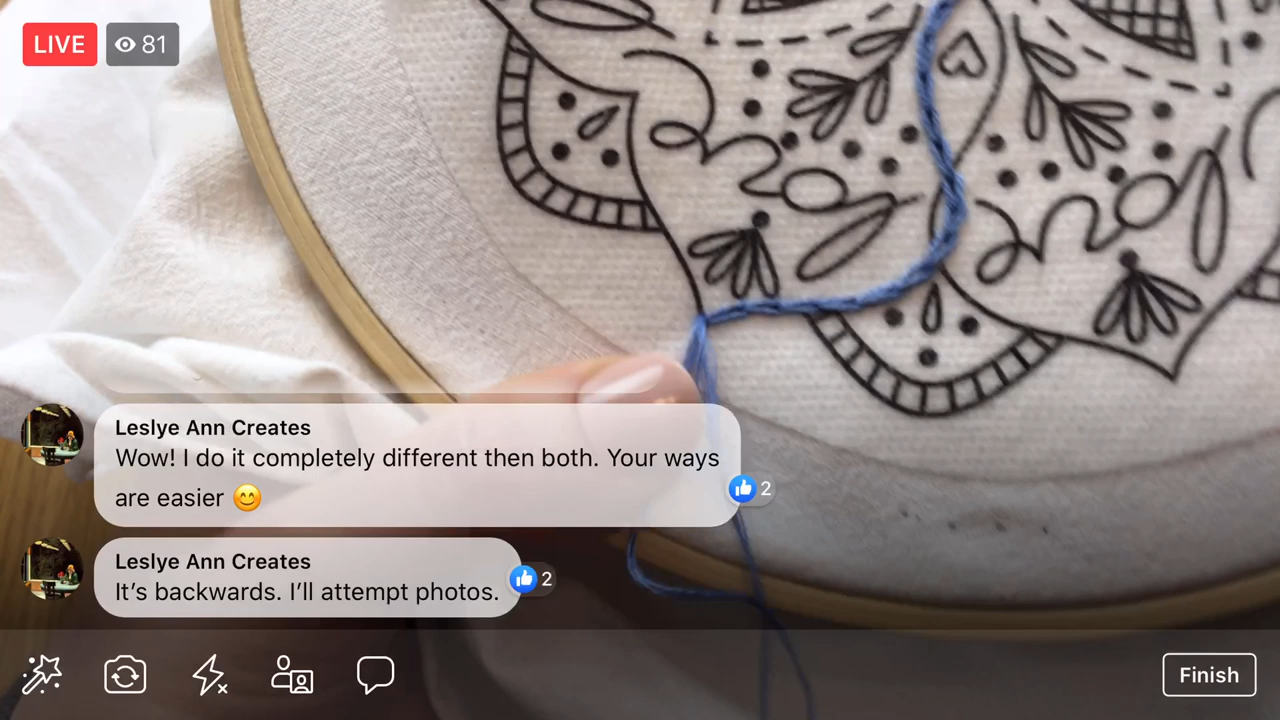 LIVE 81
Leslye Ann Creates
Wow! I do it completely different then both. Your ways
are easier 😊
2
Leslye Ann Creates
It’s backwards. I’ll attempt photos.
2
Finish